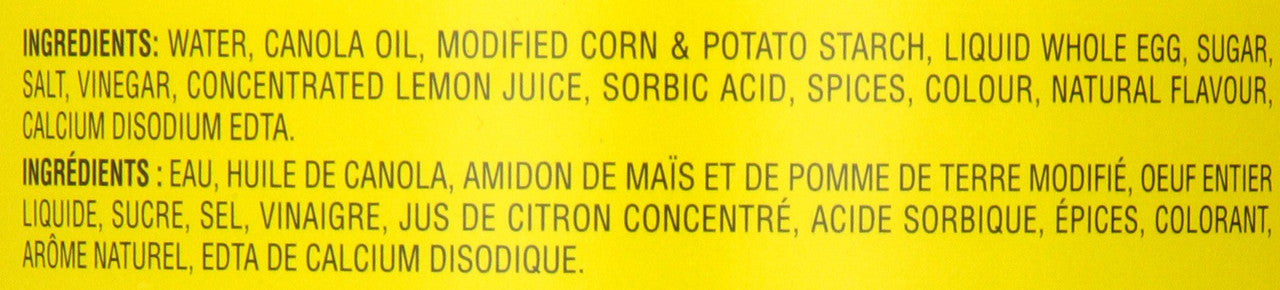 INGREDIENTS: WATER, CANOLA OIL, MODIFIED CORN & POTATO STARCH, LIQUID WHOLE EGG, SUGAR,
SALT, VINEGAR, CONCENTRATED LEMON JUICE, SORBIC ACID, SPICES, COLOUR, NATURAL FLAVOUR,
CALCIUM DISODIUM EDTA.
INGRÉDIENTS : EAU, HUILE DE CANOLA, AMIDON DE MAÏS ET DE POMME DE TERRE MODIFIÉ, OEUF ENTIER
LIQUIDE, SUCRE, SEL, VINAIGRE, JUS DE CITRON CONCENTRÉ, ACIDE SORBIQUE, ÉPICES, COLORANT,
ARÔME NATUREL, EDTA DE CALCIUM DISODIQUE.